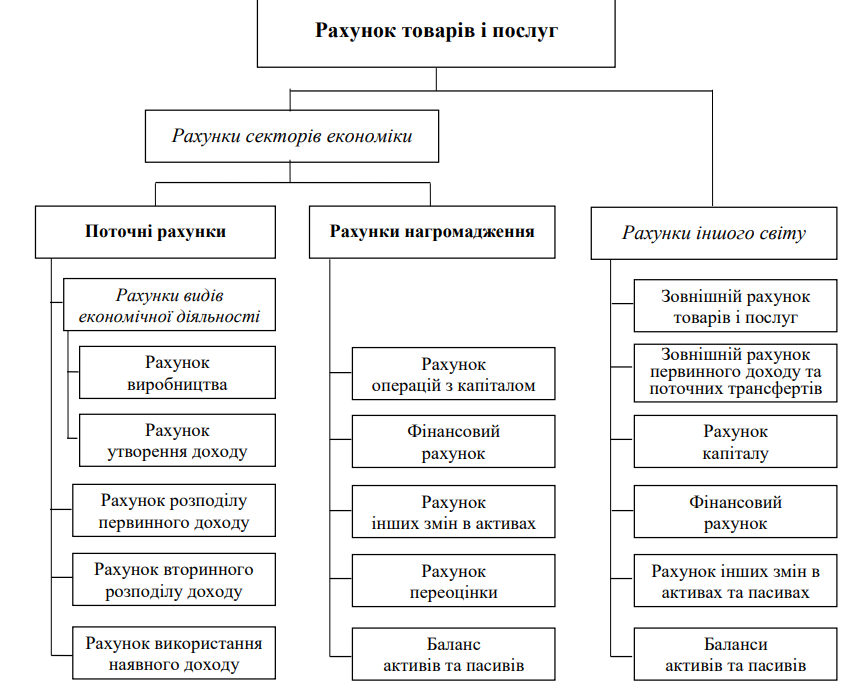 Рахунок товарів і послуг
Рахунки секторів економіки
Поточні рахунки
Рахунки видів
економічної діяльності
Рахунок
виробництва
Рахунок
утворення доходу
Рахунок розподілу
первинного доходу
Рахунок вторинного
розподілу доходу
Рахунок використання
наявного доходу
Рахунки нагромадження
Рахунок
операцій з капіталом
Фінансовий
рахунок
Рахунок
інших змін в активах
Рахунок
переоцінки
Баланс
активів та пасивів
Рахунки іншого світу
Зовнішній рахунок
товарів і послуг
Зовнішній рахунок
первинного доходу та
поточних трансфертів
Рахунок
капіталу
Фінансовий
рахунок
Рахунок інших змін в
активах та пасивах
Баланси
активів та пасивів